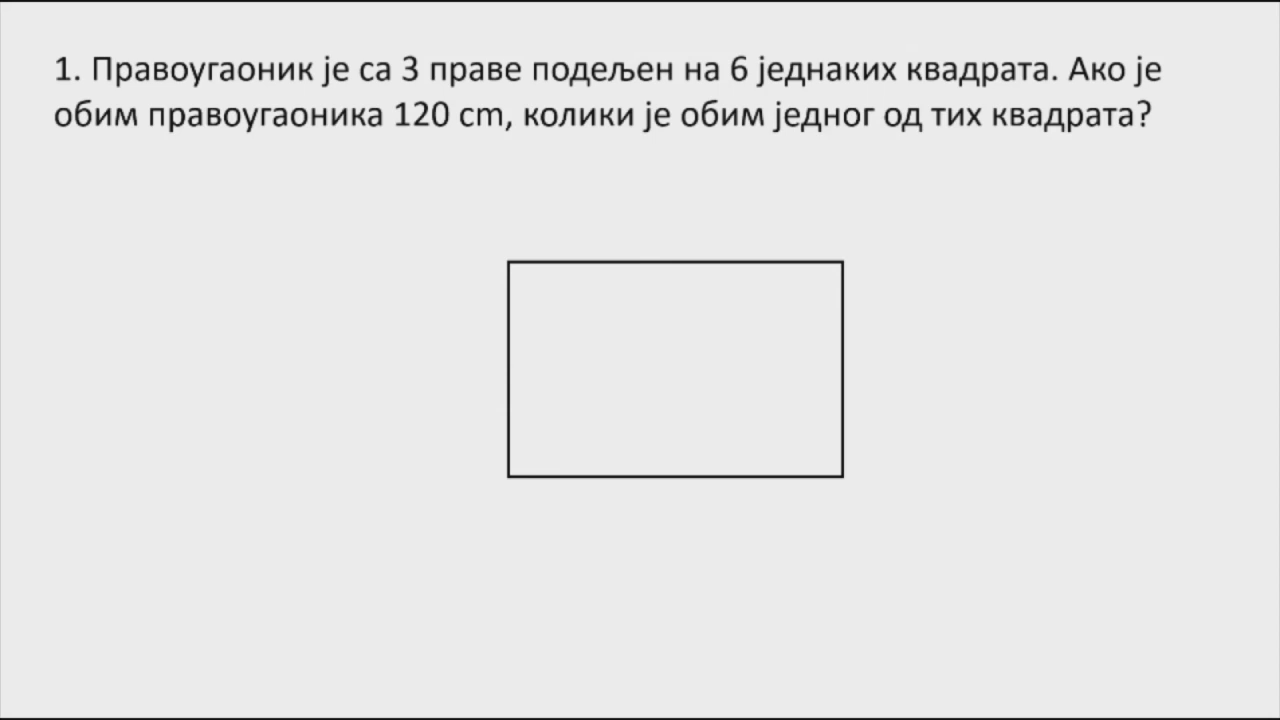 1. Правоугаоник је са 3 праве подељен на 6 једнаких квадрата. Ако је
обим правоугаоника 120 cm, колики је обим једног од тих квадрата?